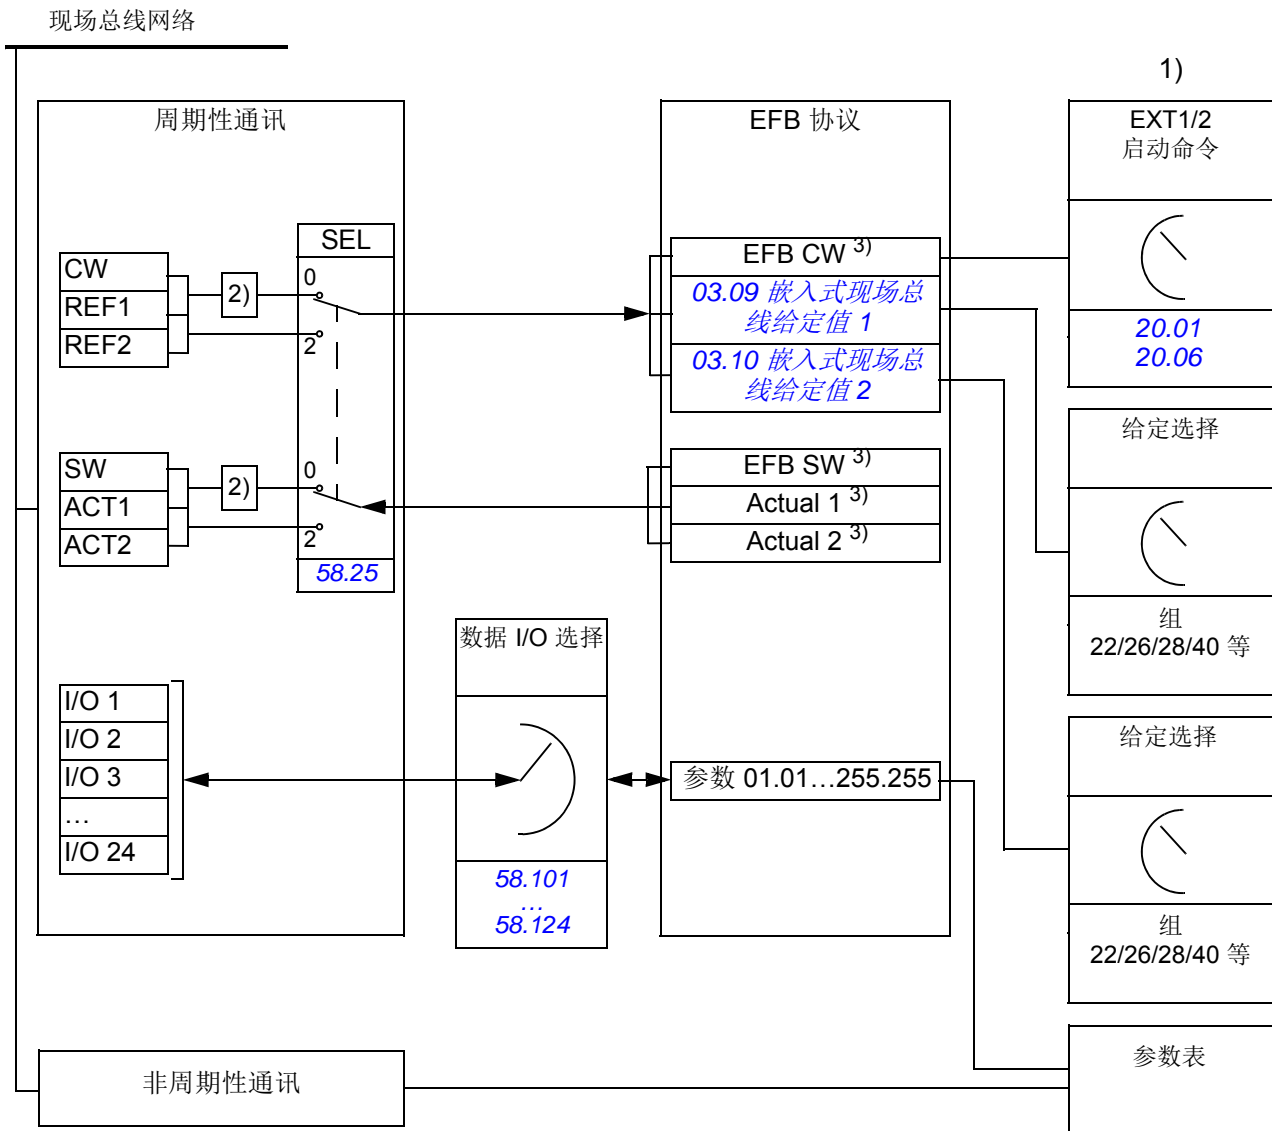 现场总线网络
1)
周期性通讯
EFB 协议
EXT1/2
启动命令
SEL
CW
REF1
REF2
2)
0
2
EFB CW 3)
03.09 嵌入式现场总
线给定值 1
03.10 嵌入式现场总
线给定值 2
20.01
20.06
给定选择
SW
ACT1
ACT2
2)
0
2
58.25
EFB SW 3)
Actual 1 3)
Actual 2 3)
组
22/26/28/40 等
数据 I/O 选择
I/O 1
I/O 2
I/O 3
…
I/O 24
58.101
…
58.124
参数 01.01…255.255
给定选择
组
22/26/28/40 等
非周期性通讯
参数表